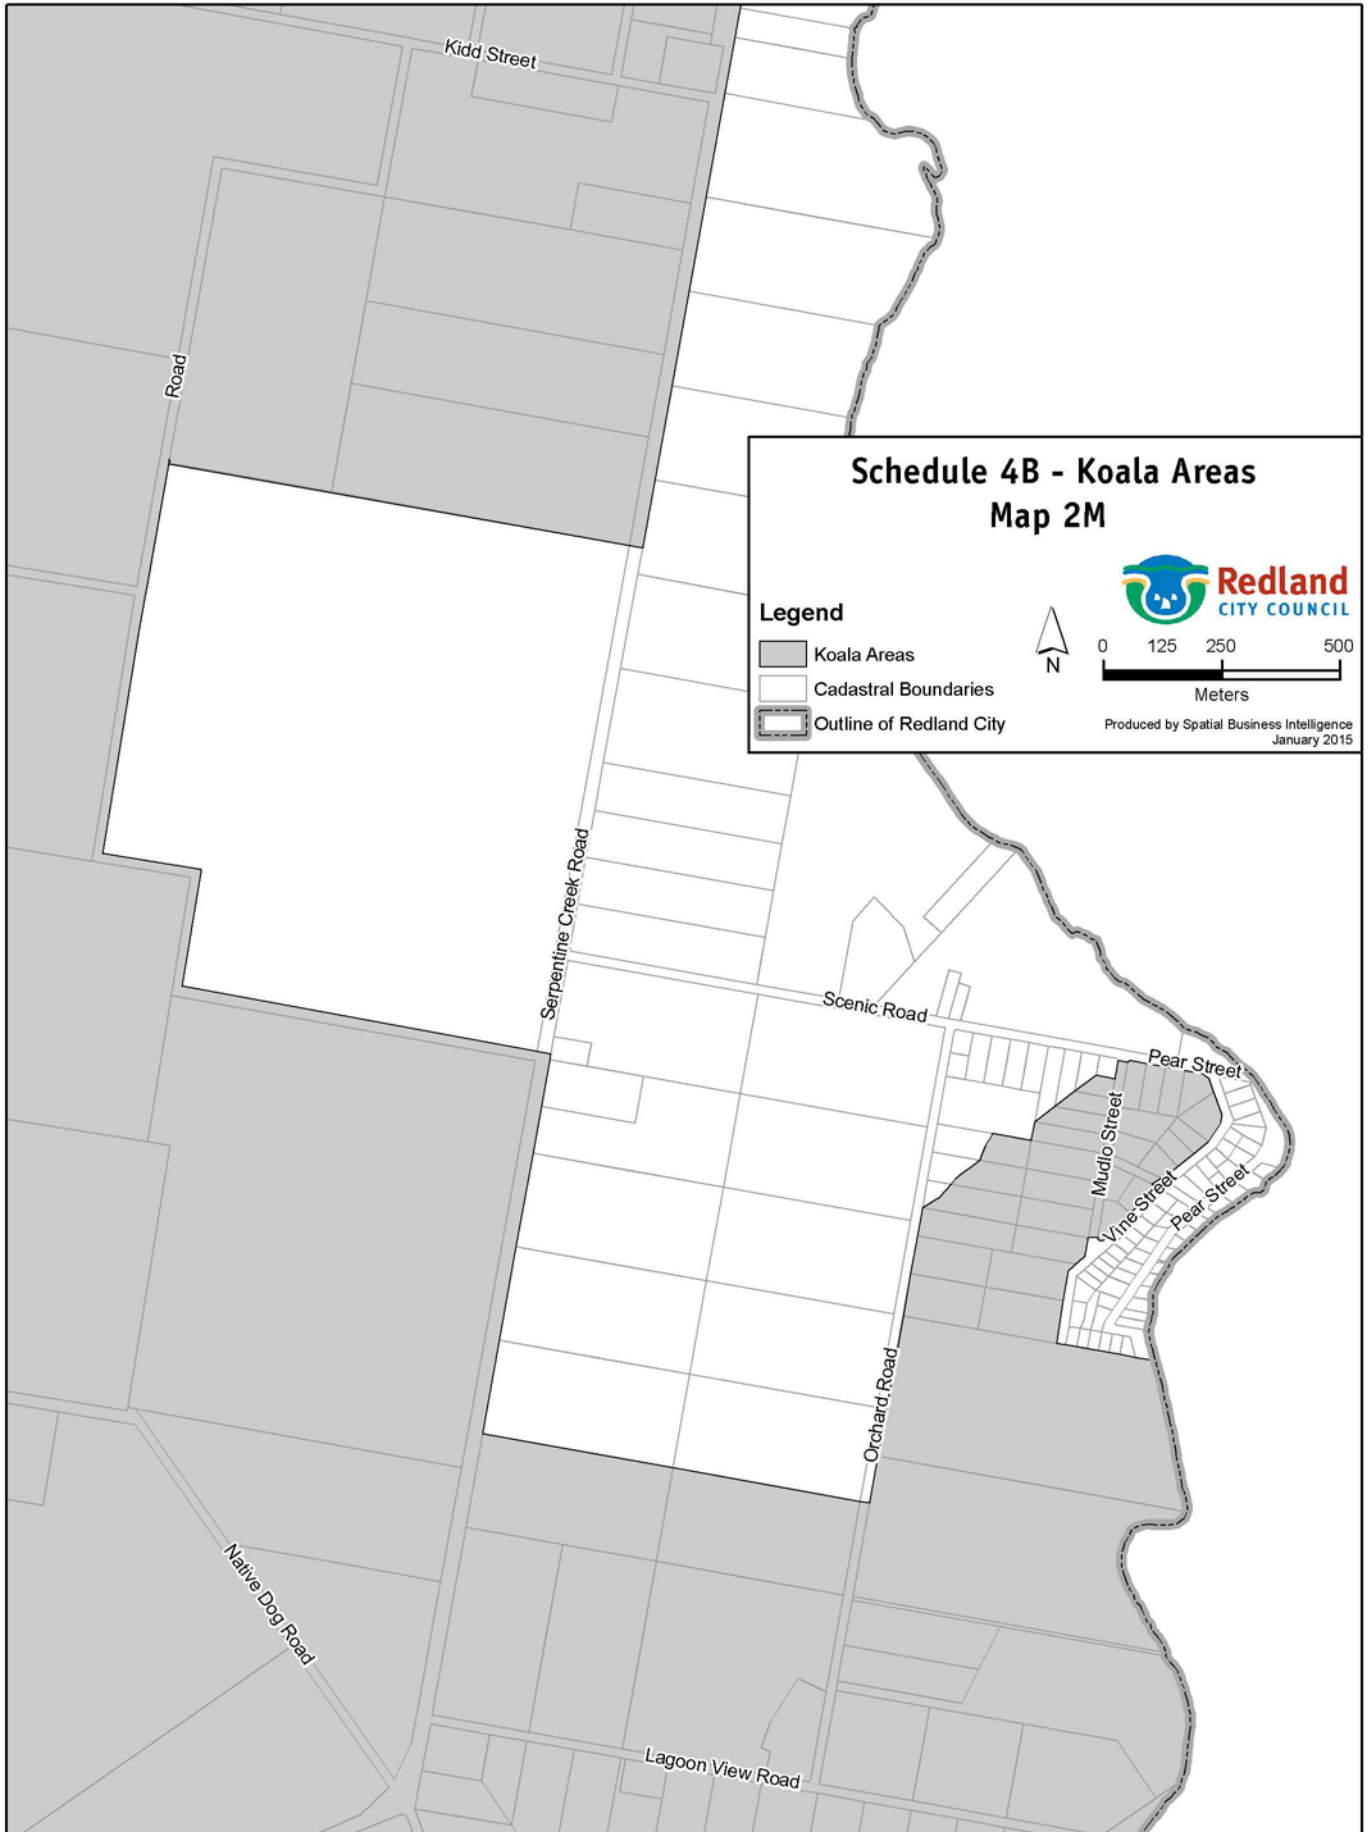 Kidd Street
Road
Schedule 4B - Koala Areas
Map 2M
Redland
CITY COUNCIL
Legend
Koala Areas
Cadastral Boundaries
Outline of Redland City
N
0 125 250 500
Meters
Produced by Spatial Business Intelligence
January 2015
Serpentine Creek Road
Scenic Road
Pear Street
Mudlo Street
Vine Street
Pear Street
Orchard Road
Native Dog Road
Lagoon View Road